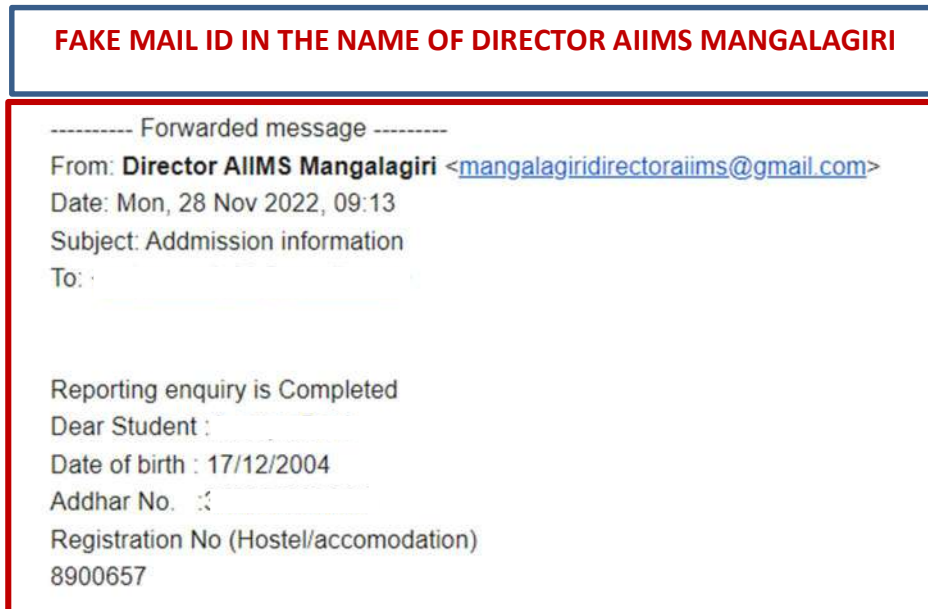 FAKE MAIL ID IN THE NAME OF DIRECTOR AIIMS MANGALAGIRI
---------- Forwarded message ---------
From: Director AIIMS Mangalagiri <mangalagiridirectoraiims@gmail.com>
Date: Mon, 28 Nov 2022, 09:13
Subject: Addmission information
To:
Reporting enquiry is Completed
Dear Student :
Date of birth : 17/12/2004
Addhar No. :
Registration No (Hostel/accomodation)
8900657